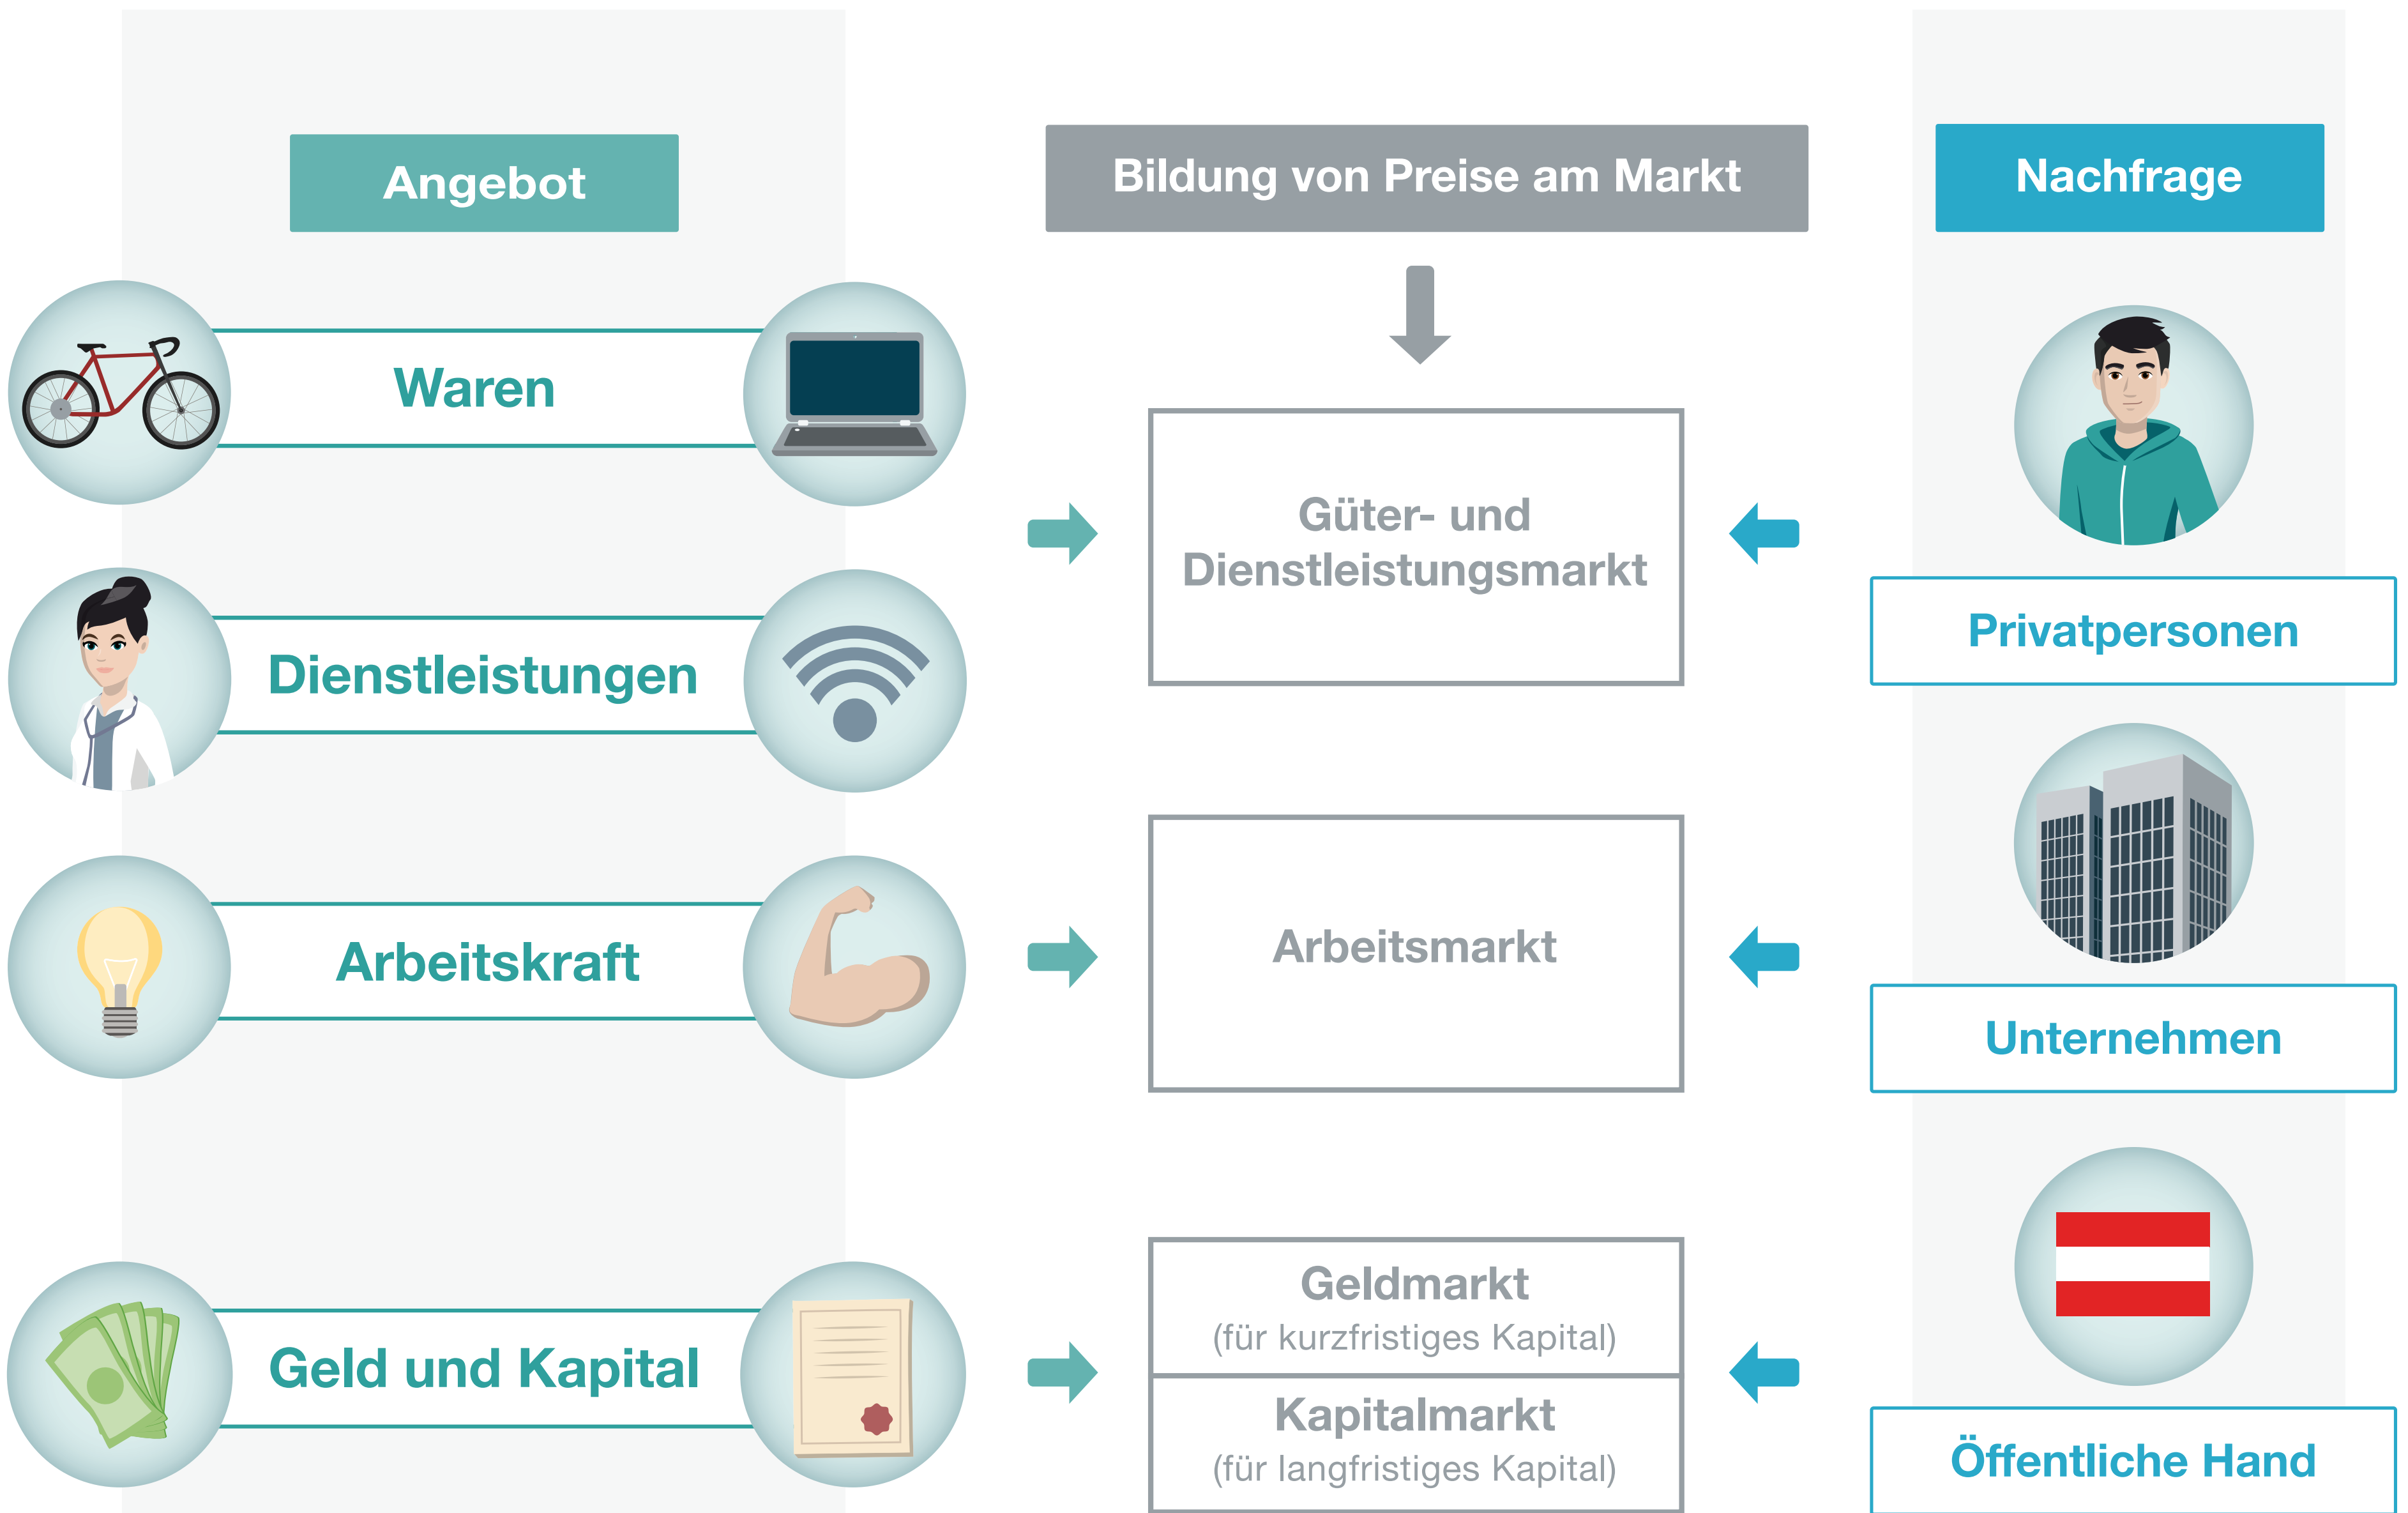 Angebot
Waren
Dienstleistungen
Arbeitskraft
Geld und Kapital
Bildung von Preise am Markt
Güter- und
Dienstleistungsmarkt
Arbeitsmarkt
Geldmarkt
(für kurzfristiges Kapital)
Kapitalmarkt
(für langfristiges Kapital)
Nachfrage
Privatpersonen
Unternehmen
Öffentliche Hand